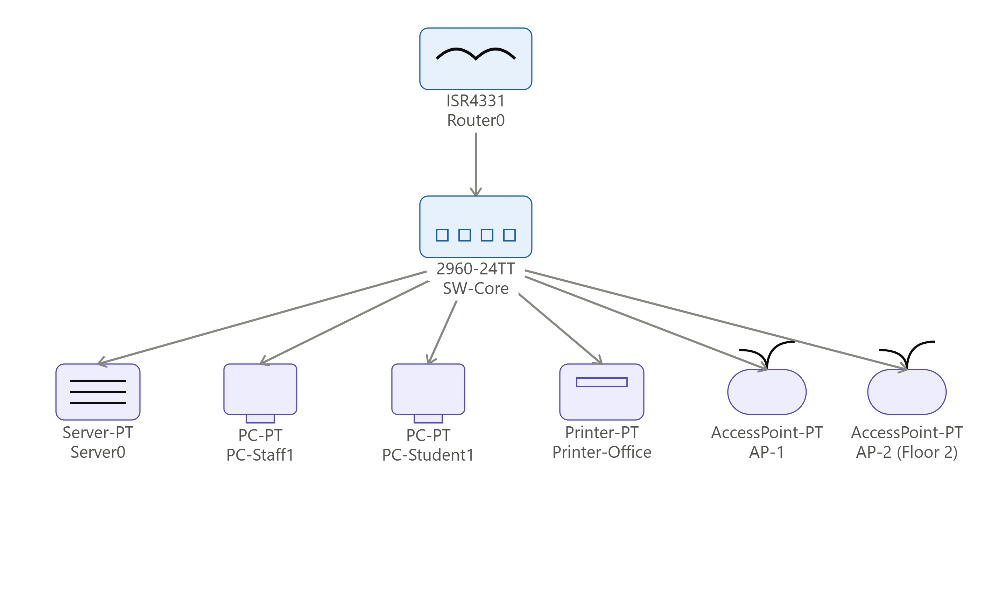 ISR4331
Router0
2960-24TT
SW-Core
Server-PT
Server0
PC-PT
PC-Staff1
PC-PT
PC-Student1
Printer-PT
Printer-Office
AccessPoint-PT
AP-1
AccessPoint-PT
AP-2 (Floor 2)